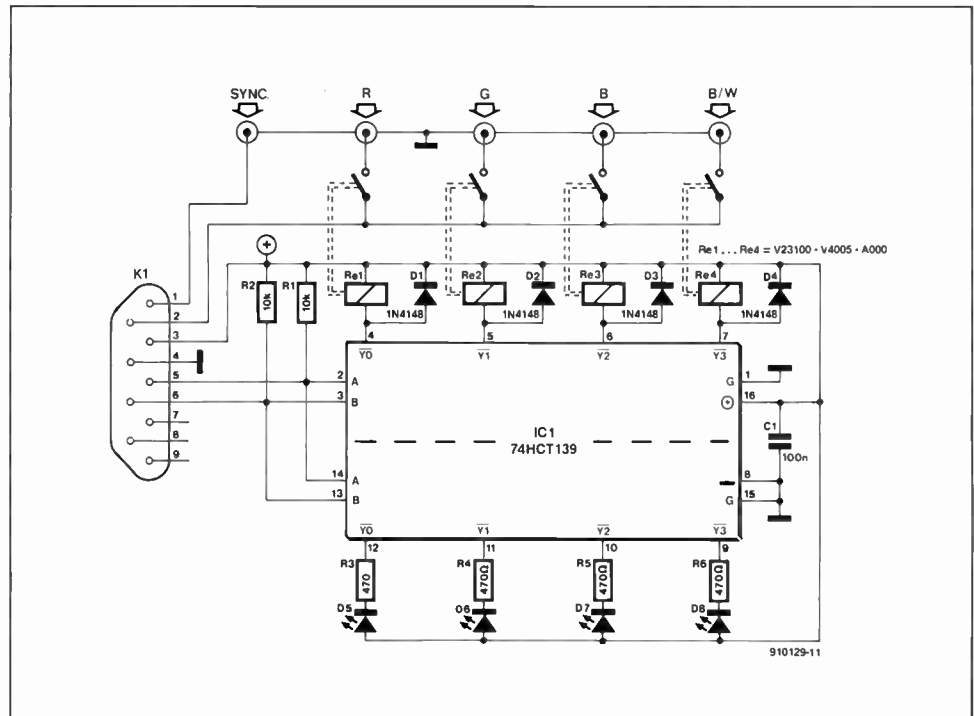 SYNC. R G B B/W
Re1 . . . Re4 = V23100 - V4005 - A000
K1 R2 10k R1 10k Re1 D1 Re2 D2 Re3 D3 Re4 D4
1N4148 1N4148 1N4148 1N4148
1
2
3
4
5
6
7
8
9
4 5 6 7
Y0 Y1 Y2 Y3
2 A G 1
3 B 16
IC1
74HCT139
C1
100n
14 A 8
13 B G 15
Y0 Y1 Y2 Y3
12 11 10 9
R3 470 R4 470Ω R5 470Ω R6 470Ω
D5 D6 D7 D8
910129-11